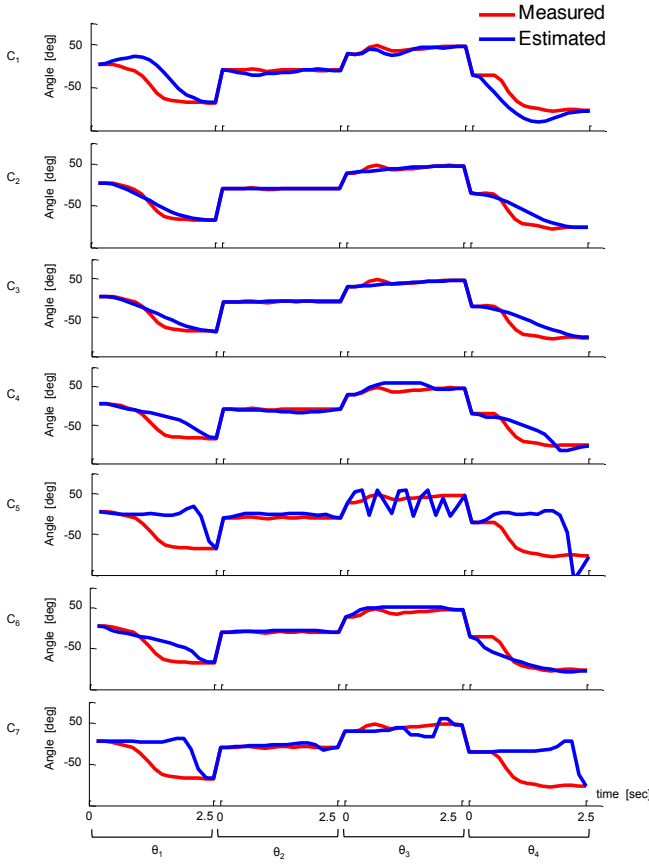 Measured
Estimated
C1 Angle [deg] 50 -50
C2 Angle [deg] 50 -50
C3 Angle [deg] 50 -50
C4 Angle [deg] 50 -50
C5 Angle [deg] 50 -50
C6 Angle [deg] 50 -50
C7 Angle [deg] 50 -50
time [sec]
0 2.5 0 2.5 0 2.5 0 2.5
θ1 θ2 θ3 θ4